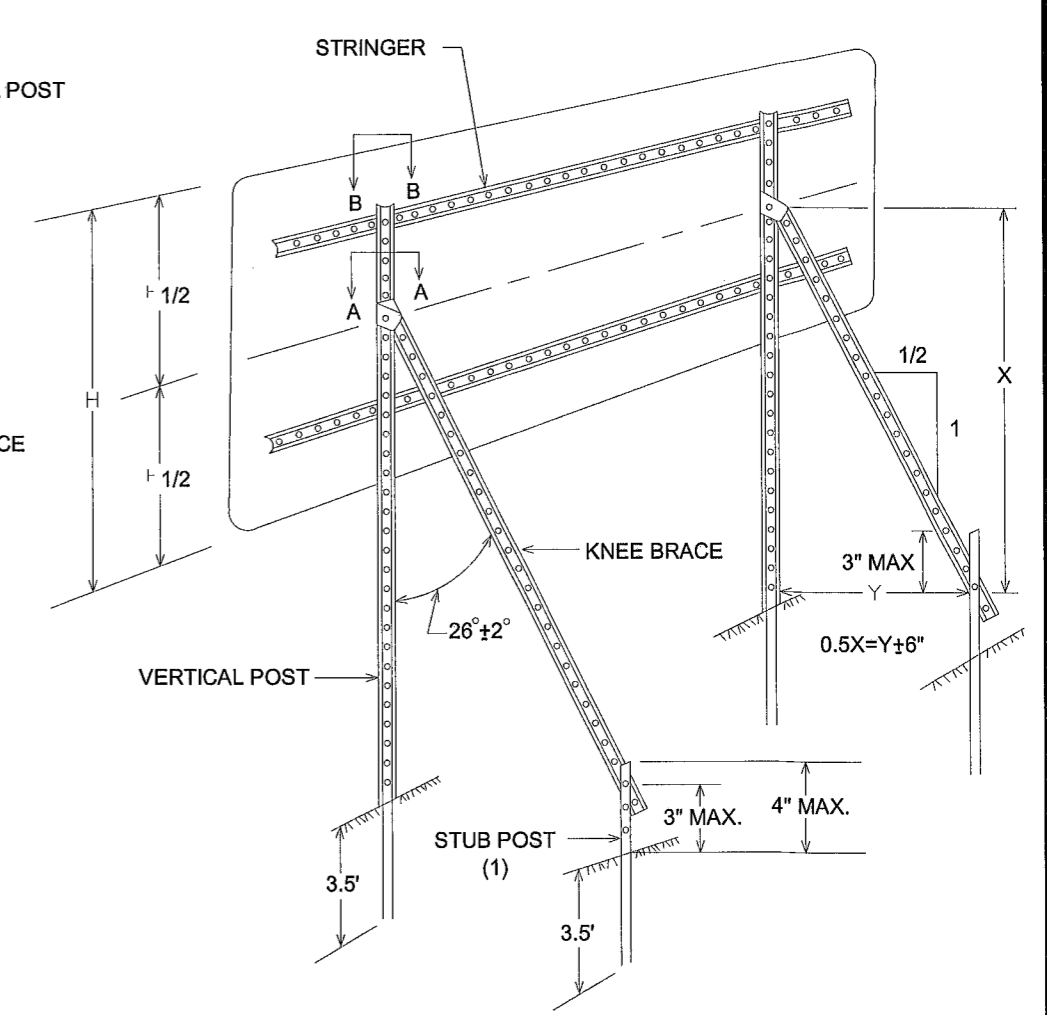 STRINGER
POST
B
B
A
A
1/2
H
1/2
CE
1/2
1
X
KNEE BRACE
3" MAX
Y
26°±2°
0.5X=Y±6"
VERTICAL POST
3" MAX.
4" MAX.
STUB POST
(1)
3.5'
3.5'